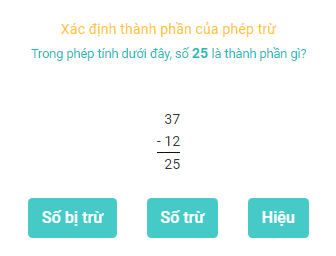 Xác định thành phần của phép trừ
Trong phép tính dưới đây, số 25 là thành phần gì?
37
- 12
25
Số bị trừ Số trừ Hiệu